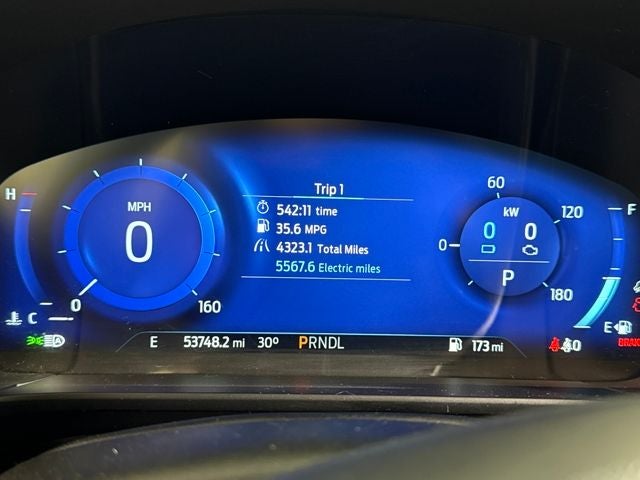 Trip 1
542:11 time
35.6 MPG
4323.1 Total Miles
5567.6 Electric miles
H
C
MPH
0
0
160
60
0
120
180
kW
0 0
P
F
E
E 53748.2 mi 30° PRNDL 173 mi
A
BRAK